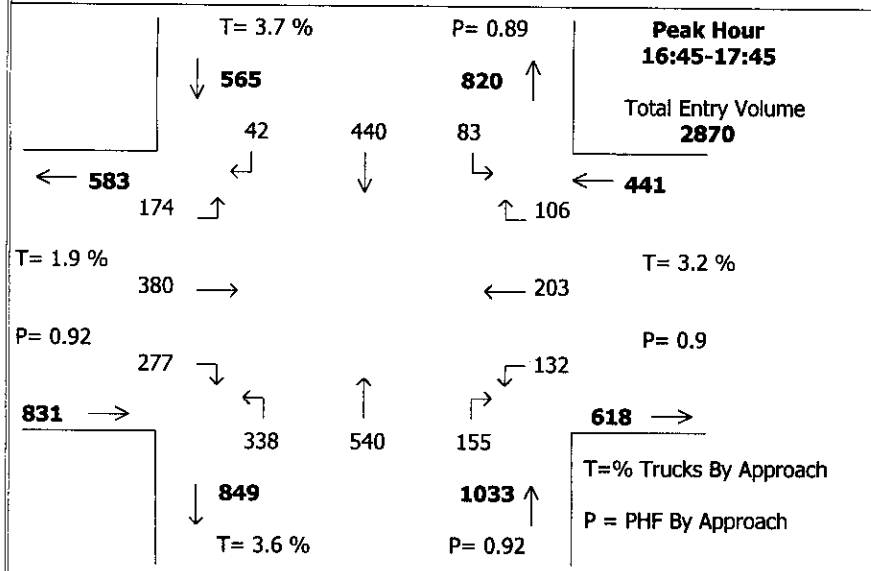 T= 3.7 %
P= 0.89
Peak Hour
16:45-17:45
565
820
Total Entry Volume
2870
42
440
83
583
441
174
106
T= 1.9 %
T= 3.2 %
380
203
P= 0.92
P= 0.9
277
132
831
618
338
540
155
T=% Trucks By Approach
849
1033
P = PHF By Approach
T= 3.6 %
P= 0.92